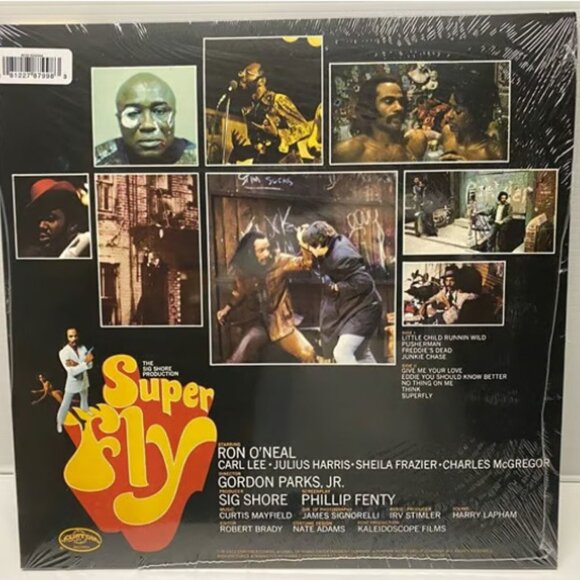 SIDE 1
LITTLE CHILD RUNNIN WILD
PUSHERMAN
FREDDIE'S DEAD
JUNKIE CHASE
SIDE 2
GIVE ME YOUR LOVE
EDDIE YOU SHOULD KNOW BETTER
NO THING ON ME
THINK
SUPERFLY
THE
SIG SHORE
PRODUCTION
Super
Fly
STARRING
RON O'NEAL
CARL LEE • JULIUS HARRIS • SHEILA FRAZIER • CHARLES McGREGOR
DIRECTOR
GORDON PARKS, JR.
PRODUCER SCREENPLAY
SIG SHORE PHILLIP FENTY
MUSIC DIR. OF PHOTOGRAPHY MUSIC PRODUCER SOUND
CURTIS MAYFIELD JAMES SIGNORELLI IRV STIMLER HARRY LAPHAM
EDITOR COSTUME DESIGN POST PRODUCTION
ROBERT BRADY NATE ADAMS KALEIDOSCOPE FILMS